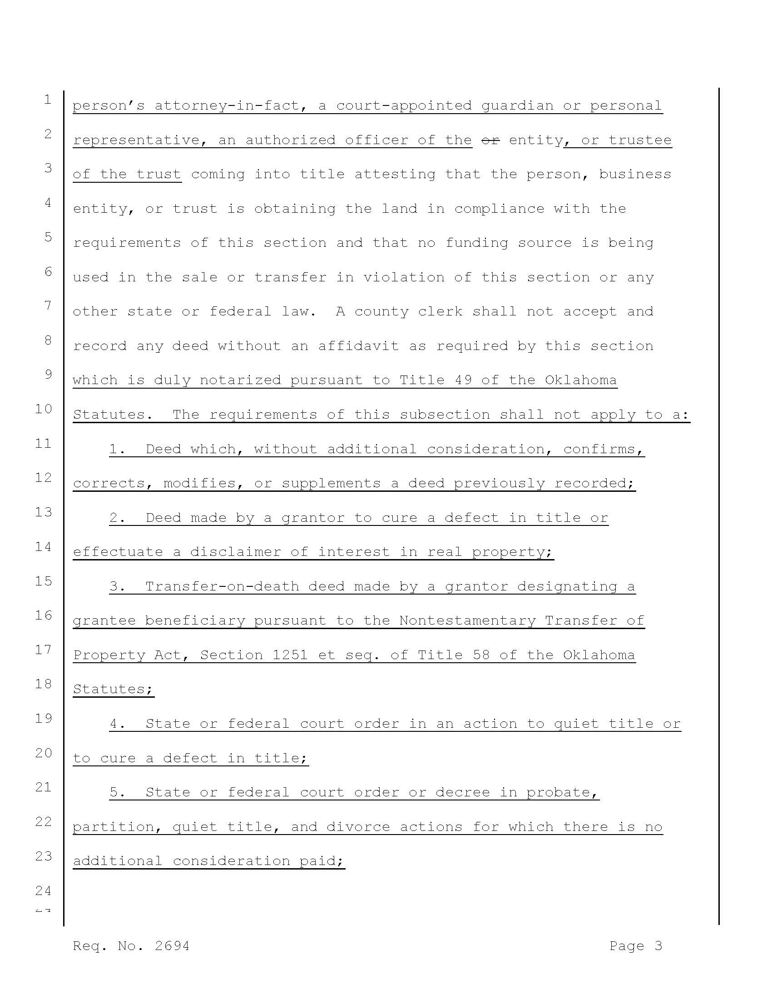 1 person's attorney-in-fact, a court-appointed guardian or personal
2 representative, an authorized officer of the or entity, or trustee
3 of the trust coming into title attesting that the person, business
4 entity, or trust is obtaining the land in compliance with the
5 requirements of this section and that no funding source is being
6 used in the sale or transfer in violation of this section or any
7 other state or federal law.  A county clerk shall not accept and
8 record any deed without an affidavit as required by this section
9 which is duly notarized pursuant to Title 49 of the Oklahoma
10 Statutes.  The requirements of this subsection shall not apply to a:
11 1.  Deed which, without additional consideration, confirms,
12 corrects, modifies, or supplements a deed previously recorded;
13 2.  Deed made by a grantor to cure a defect in title or
14 effectuate a disclaimer of interest in real property;
15 3.  Transfer-on-death deed made by a grantor designating a
16 grantee beneficiary pursuant to the Nontestamentary Transfer of
17 Property Act, Section 1251 et seq. of Title 58 of the Oklahoma
18 Statutes;
19 4.  State or federal court order in an action to quiet title or
20 to cure a defect in title;
21 5.  State or federal court order or decree in probate,
22 partition, quiet title, and divorce actions for which there is no
23 additional consideration paid;
24
Req. No. 2694 Page 3